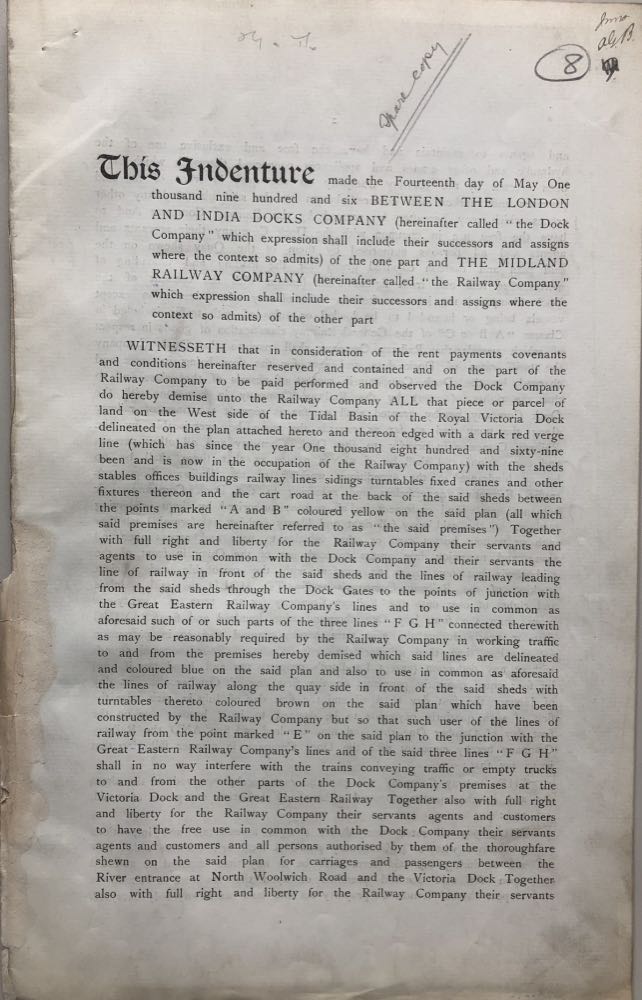 Spare copy
8
This Indenture made the Fourteenth day of May One
thousand nine hundred and six BETWEEN THE LONDON
AND INDIA DOCKS COMPANY (hereinafter called "the Dock
Company" which expression shall include their successors and assigns
where the context so admits) of the one part and THE MIDLAND
RAILWAY COMPANY (hereinafter called "the Railway Company"
which expression shall include their successors and assigns where the
context so admits) of the other part
WITNESSETH that in consideration of the rent payments covenants
and conditions hereinafter reserved and contained and on the part of the
Railway Company to be paid performed and observed the Dock Company
do hereby demise unto the Railway Company ALL that piece or parcel of
land on the West side of the Tidal Basin of the Royal Victoria Dock
delineated on the plan attached hereto and thereon edged with a dark red verge
line (which has since the year One thousand eight hundred and sixty-nine
been and is now in the occupation of the Railway Company) with the sheds
stables offices buildings railway lines sidings turntables fixed cranes and other
fixtures thereon and the cart road at the back of the said sheds between
the points marked "A and B" coloured yellow on the said plan (all which
said premises are hereinafter referred to as "the said premises") Together
with full right and liberty for the Railway Company their servants and
agents to use in common with the Dock Company and their servants the
line of railway in front of the said sheds and the lines of railway leading
from the said sheds through the Dock Gates to the points of junction with
the Great Eastern Railway Company's lines and to use in common as
aforesaid such of or such parts of the three lines "F G H" connected therewith
as may be reasonably required by the Railway Company in working traffic
to and from the premises hereby demised which said lines are delineated
and coloured blue on the said plan and also to use in common as aforesaid
the lines of railway along the quay side in front of the said sheds with
turntables thereto coloured brown on the said plan which have been
constructed by the Railway Company but so that such user of the lines of
railway from the point marked "E" on the said plan to the junction with the
Great Eastern Railway Company's lines and of the said three lines "F G H"
shall in no way interfere with the trains conveying traffic or empty trucks
to and from the other parts of the Dock Company's premises at the
Victoria Dock and the Great Eastern Railway Together also with full right
and liberty for the Railway Company their servants agents and customers
to have the free use in common with the Dock Company their servants
agents and customers and all persons authorised by them of the thoroughfare
shewn on the said plan for carriages and passengers between the
River entrance at North Woolwich Road and the Victoria Dock Together
also with full right and liberty for the Railway Company their servants